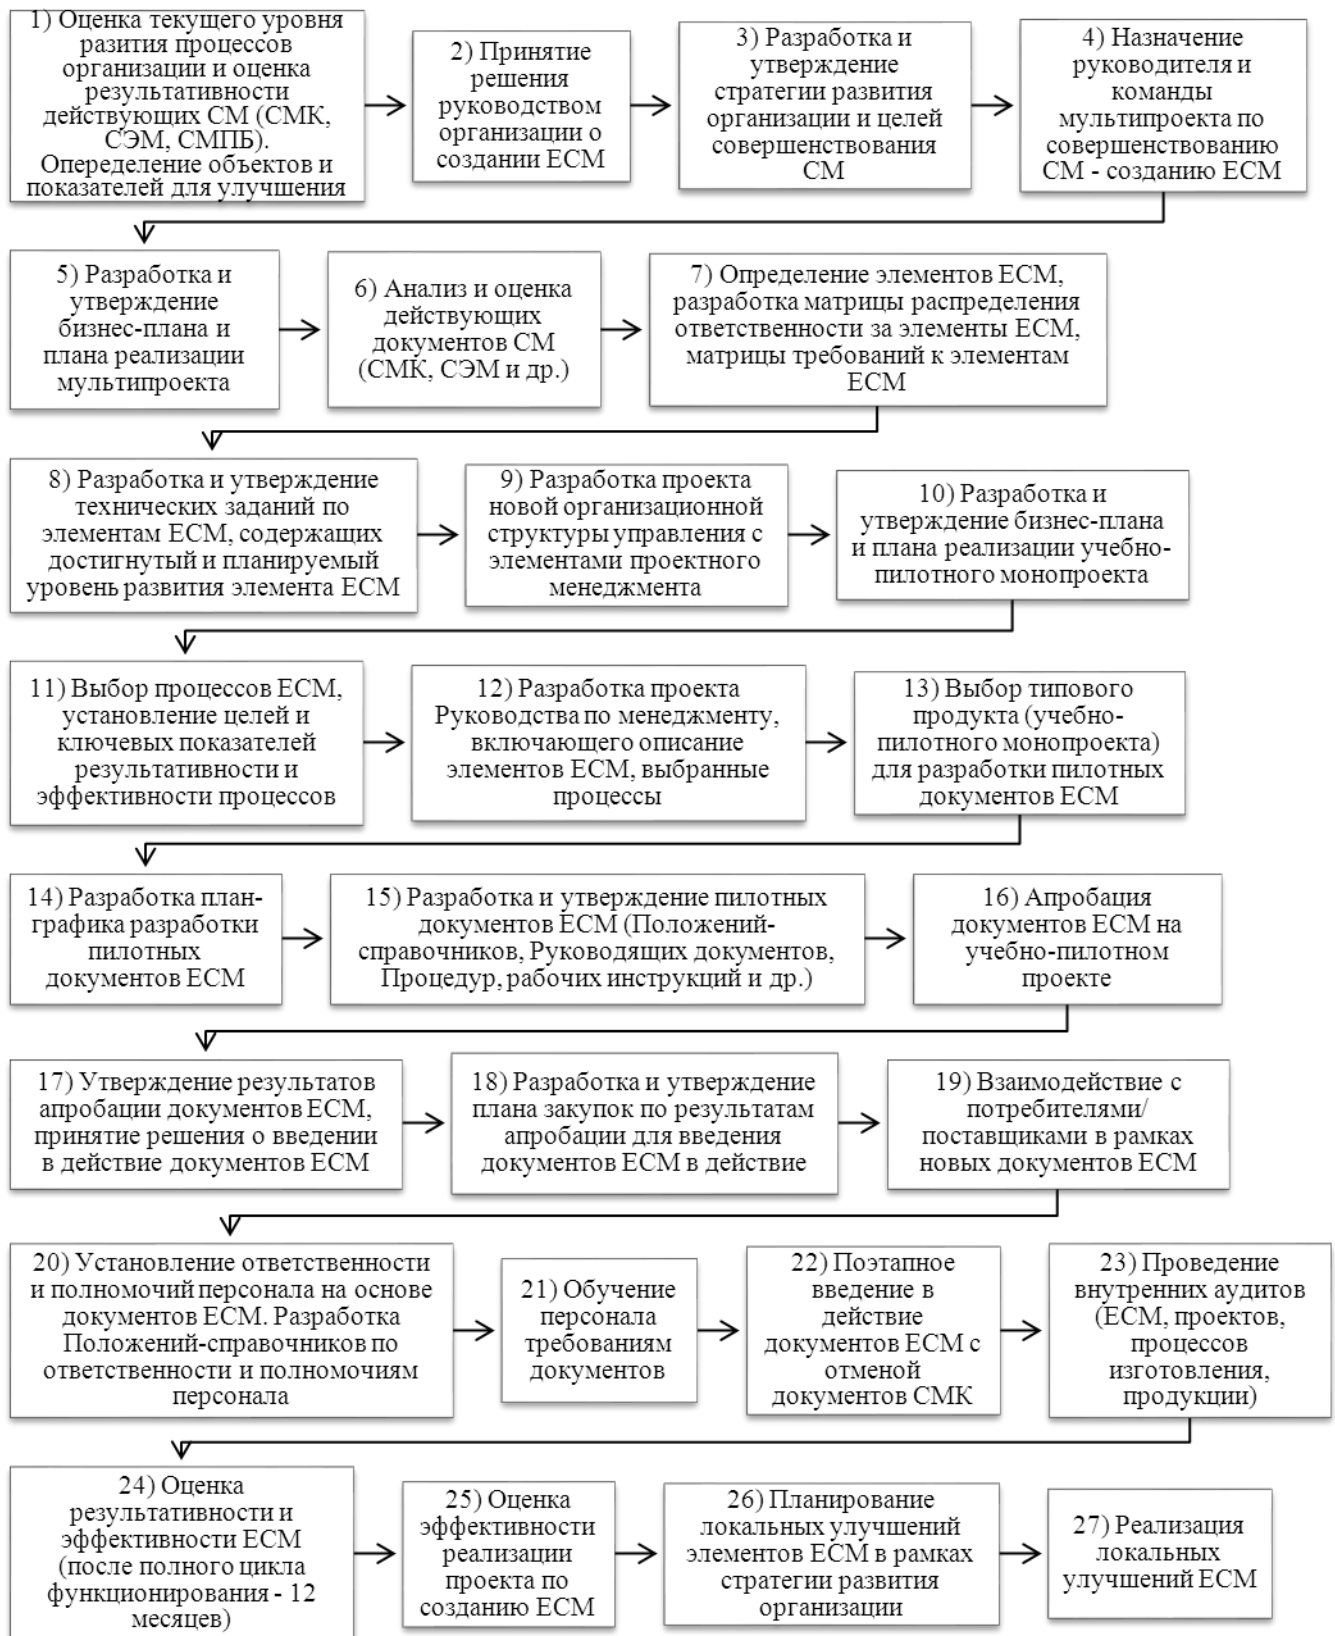 1) Оценка текущего уровня
разития процессов
организации и оценка
результативности
действующих СМ (СМК,
СЭМ, СМПБ).
Опеределение объектов и
показателей для улучшения
2) Принятие
решения
руководством
организации о
создании ЕСМ
3) Разработка и
утверждение
стратегии развития
организации и целей
совершенствования
СМ
4) Назначение
руководителя и
команды
мультипроекта по
совершенствованию
СМ - созданию ЕСМ
5) Разработка и
утверждение
бизнес-плана и
плана реализации
мультипроекта
6) Анализ и оценка
действующих
документов СМ
(СМК, СЭМ и др.)
7) Определение элементов ЕСМ,
разработка матрицы распределения
ответственности за элементы ЕСМ,
матрицы требований к элементам
ЕСМ
8) Разработка и утверждение
технических заданий по
элементам ЕСМ, содержащих
достигнутый и планируемый
уровень развития элемента ЕСМ
9) Разработка проекта
новой организационной
структуры управления с
элементами проектного
менеджмента
10) Разработка и
утверждение бизнес-плана
и плана реализации учебно-
пилотного монопроекта
11) Выбор процессов ЕСМ,
установление целей и
ключевых показателей
результативности и
эффективности процессов
12) Разработка проекта
Руководства по менеджменту,
включающего описание
элементов ЕСМ, выбранные
процессы
13) Выбор типового
продукта (учебно-
пилотного монопроекта)
для разработки пилотных
документов ЕСМ
14) Разработка план-
графика разработки
пилотных
документов ЕСМ
15) Разработка и утверждение пилотных
документов ЕСМ (Положений-
справочников, Руководящих документов,
Процедур, рабочих инструкций и др.)
16) Апробация
документов ЕСМ на
учебно-пилотном
проекте
17) Утверждение результатов
апробации документов ЕСМ,
принятие решения о введении
в действие документов ЕСМ
18) Разработка и утверждение
плана закупок по результатам
апробации для введения
документов ЕСМ в действие
19) Взаимодействие с
потребителями/
поставщиками в рамках
новых документов ЕСМ
20) Установление ответственности
и полномочий персонала на основе
документов ЕСМ. Разработка
Положений-справочников по
ответственности и полномочиям
персонала
21) Обучение
персонала
требованиям
документов
22) Поэтапное
введение в
действие
документов ЕСМ с
отменой
документов СМК
23) Проведение
внутренних аудитов
(ЕСМ, проектов,
процессов
изготовления,
продукции)
24) Оценка
результативности и
эффективности ЕСМ
(после полного цикла
функционирования - 12
месяцев)
25) Оценка
эффективности
реализации
проекта по
созданию ЕСМ
26) Планирование
локальных улучшений
элементов ЕСМ в рамках
стратегии развития
организации
27) Реализация
локальных
улучшений ЕСМ